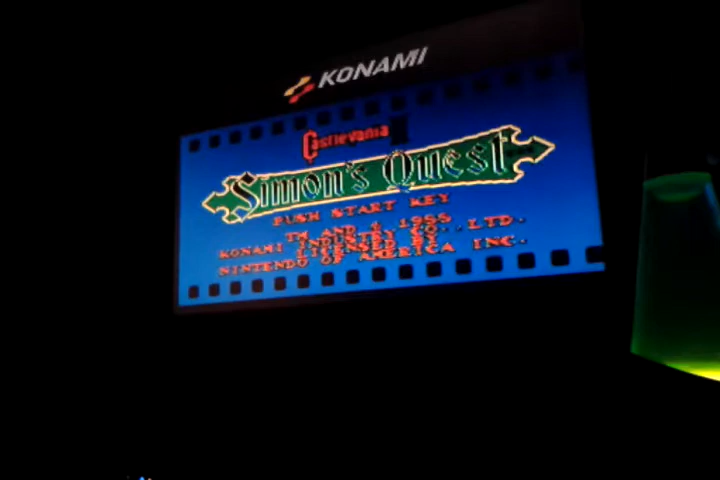 KONAMI
Castlevania II
Simon's Quest
PUSH START KEY
TM AND © 1988
KONAMI INDUSTRY CO., LTD.
LICENSED BY
NINTENDO OF AMERICA INC.